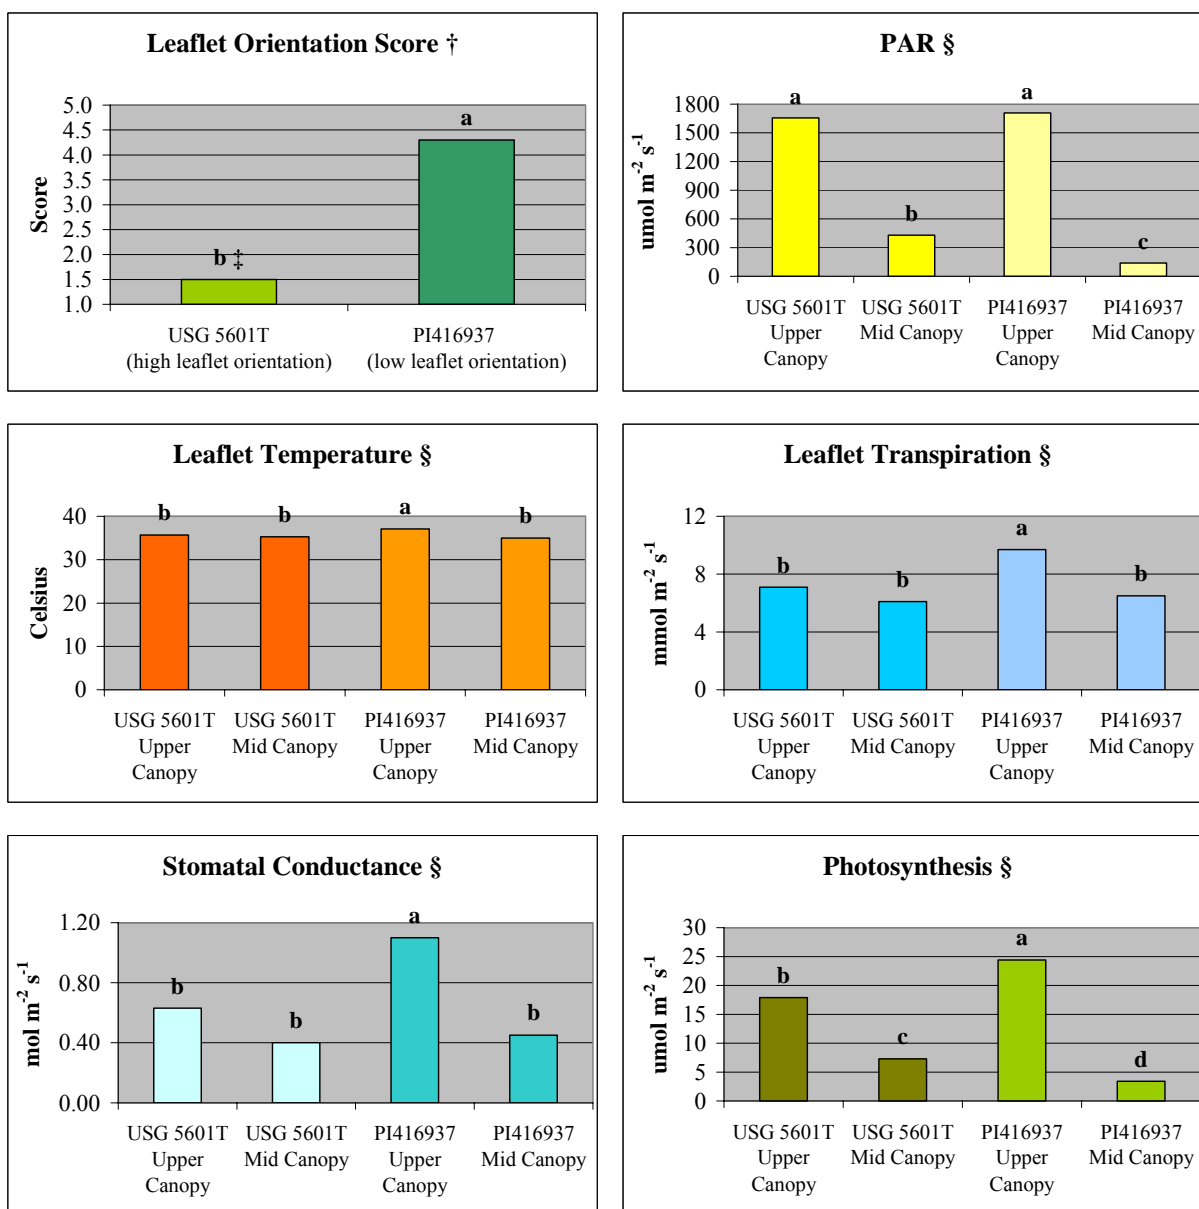 Leaflet Orientation Score †
5.0
4.5
4.0
3.5
3.0
2.5
2.0
1.5
1.0
Score
b ‡
a
USG 5601T
(high leaflet orientation)
PI416937
(low leaflet orientation)
PAR §
1800
1500
1200
900
600
300
0
umol m-2 s-1
a
b
a
c
USG 5601T
Upper
Canopy
USG 5601T
Mid Canopy
PI416937
Upper
Canopy
PI416937
Mid Canopy
Leaflet Temperature §
40
30
20
10
0
Celsius
b
b
a
b
USG 5601T
Upper
Canopy
USG 5601T
Mid Canopy
PI416937
Upper
Canopy
PI416937
Mid Canopy
Leaflet Transpiration §
12
8
4
0
mmol m-2 s-1
b
b
a
b
USG 5601T
Upper
Canopy
USG 5601T
Mid Canopy
PI416937
Upper
Canopy
PI416937
Mid Canopy
Stomatal Conductance §
1.20
0.80
0.40
0.00
mol m-2 s-1
b
b
a
b
USG 5601T
Upper
Canopy
USG 5601T
Mid Canopy
PI416937
Upper
Canopy
PI416937
Mid Canopy
Photosynthesis §
30
25
20
15
10
5
0
umol m-2 s-1
b
c
a
d
USG 5601T
Upper
Canopy
USG 5601T
Mid Canopy
PI416937
Upper
Canopy
PI416937
Mid Canopy